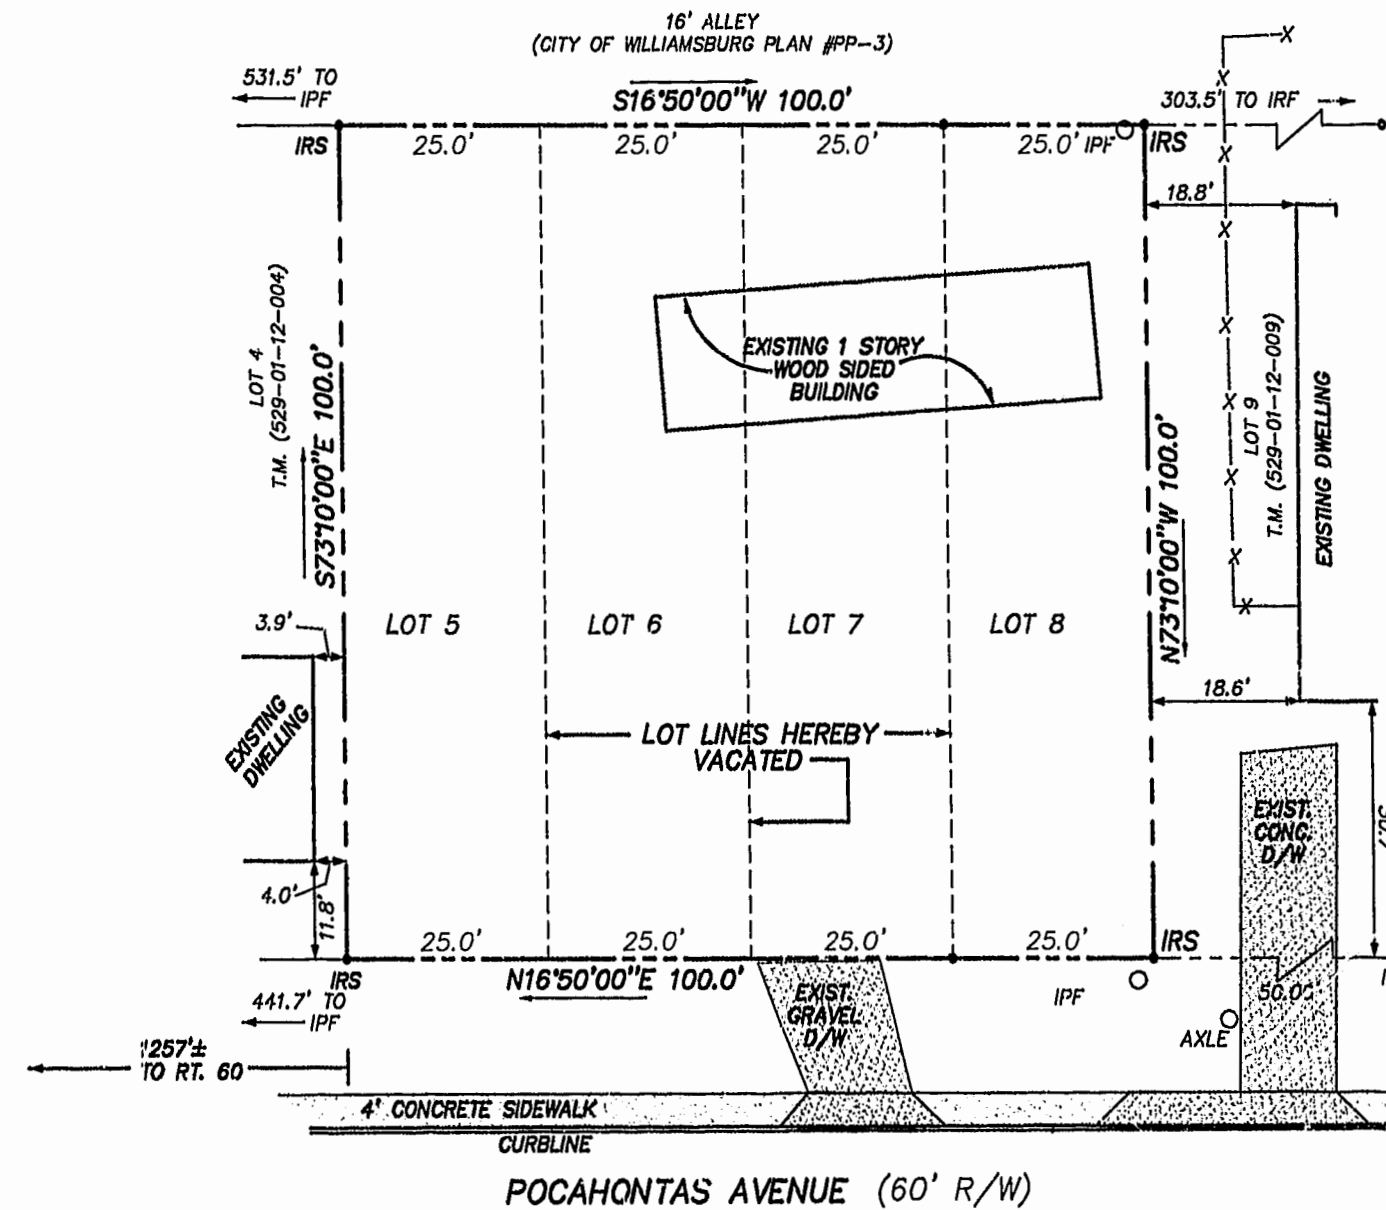 16' ALLEY
(CITY OF WILLIAMSBURG PLAN #PP-3)
531.5' TO
IPF
S16°50'00"W 100.0'
303.5' TO IRF
IRS
25.0'
25.0'
25.0'
25.0'
IPF
IRS
18.8'
LOT 4
T.M. (529-01-12-004)
S73°10'00"E 100.0'
EXISTING 1 STORY
WOOD SIDED
BUILDING
N73°10'00"W 100.0'
LOT 9
T.M. (529-01-12-009)
EXISTING DWELLING
3.9'
LOT 5
LOT 6
LOT 7
LOT 8
18.6'
EXISTING
DWELLING
LOT LINES HEREBY
VACATED
EXIST.
CONC.
D/W
4.0'
11.8'
25.0'
25.0'
25.0'
25.0'
IRS
IRS
N16°50'00"E 100.0'
441.7' TO
IPF
EXIST.
GRAVEL
D/W
IPF
AXLE
257'±
TO RT. 60
4' CONCRETE SIDEWALK
CURBLINE
POCAHONTAS AVENUE (60' R/W)